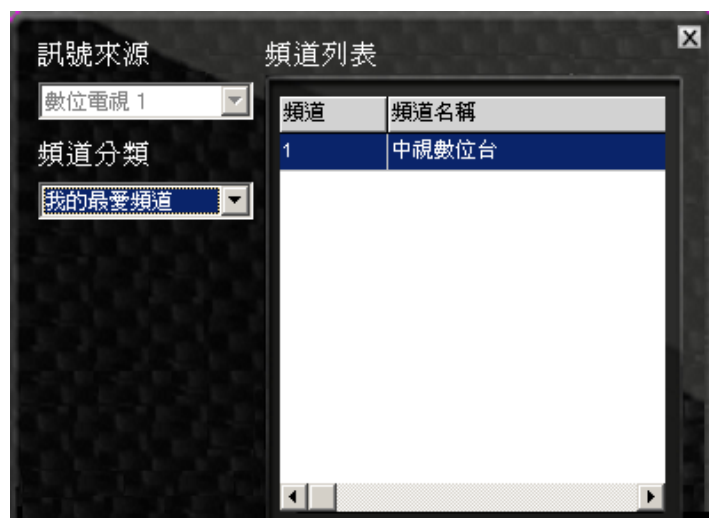 訊號來源
數位電視 1
頻道分類
我的最愛頻道
頻道列表
頻道 頻道名稱
1 中視數位台